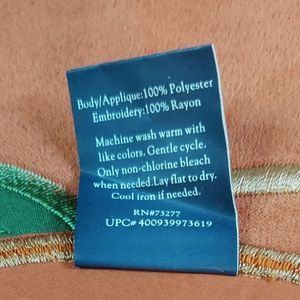 Body/Applique:100% Polyester
Embroidery:100% Rayon
Machine wash warm with
like colors. Gentle cycle.
Only non-chlorine bleach
when needed.Lay flat to dry.
Cool iron if needed.
RN#73277
UPC# 400939973619